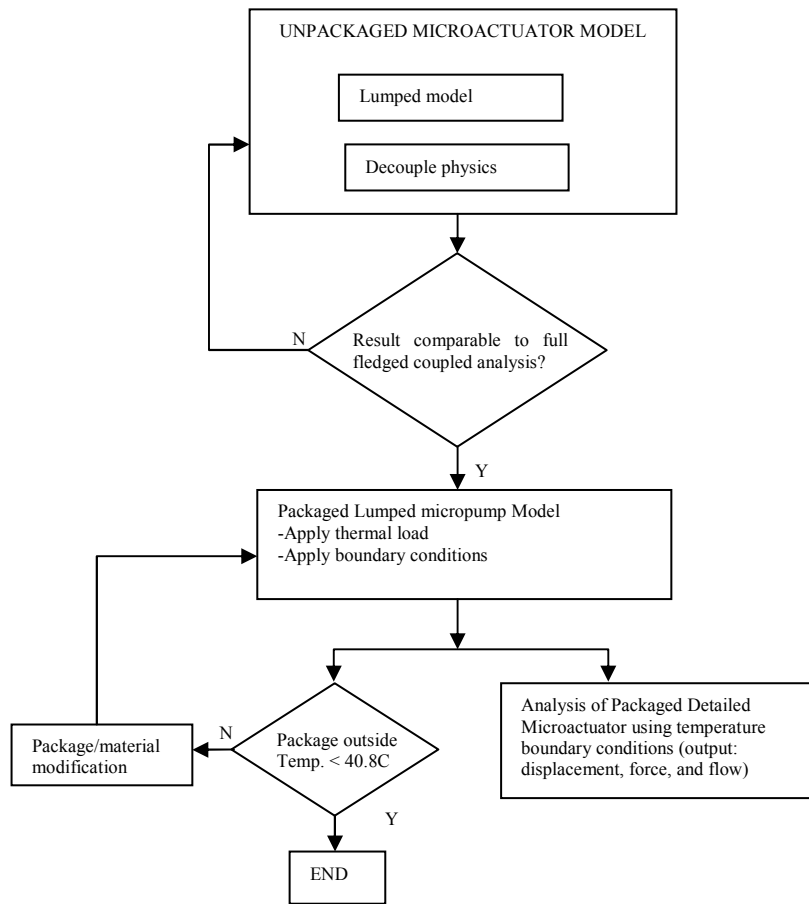 UNPACKAGED MICROACTUATOR MODEL
Lumped model
Decouple physics
N
Result comparable to full
fledged coupled analysis?
Y
Packaged Lumped micropump Model
-Apply thermal load
-Apply boundary conditions
N
Package outside
Temp. < 40.8C
Package/material
modification
Analysis of Packaged Detailed
Microactuator using temperature
boundary conditions (output:
displacement, force, and flow)
Y
END